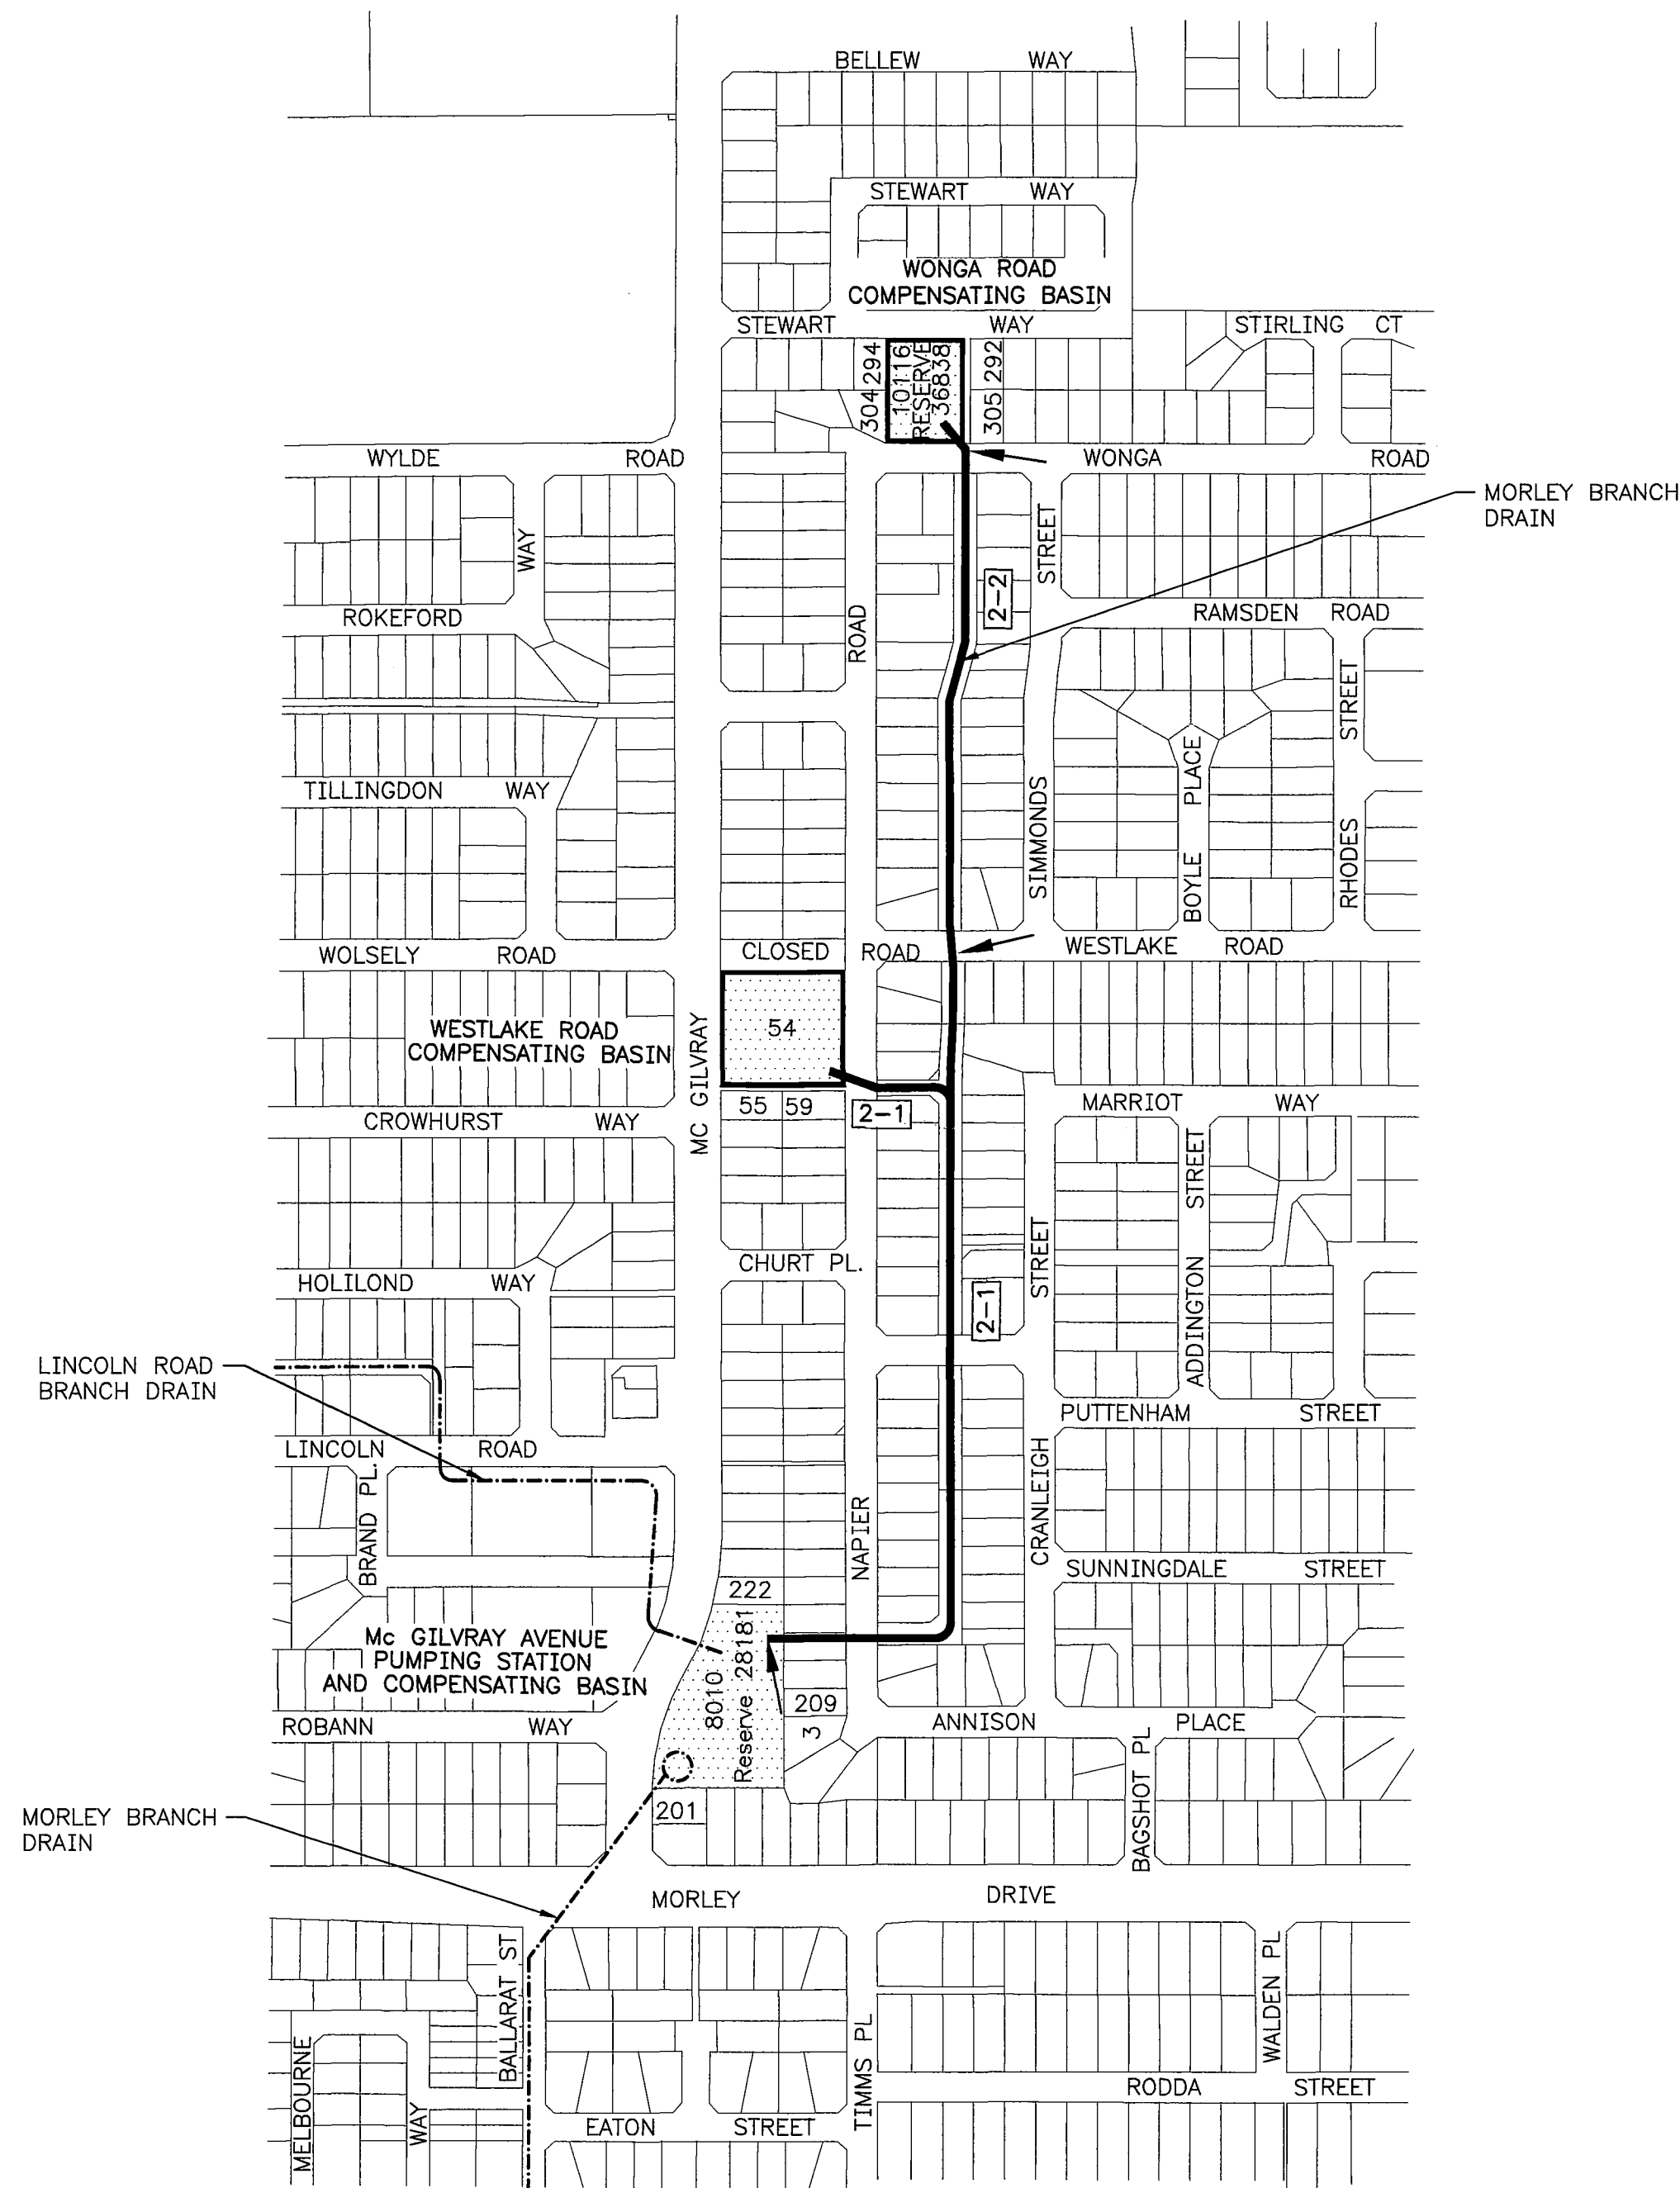 BELLEW WAY
STEWART WAY
WONGA ROAD
COMPENSATING BASIN
STEWART WAY
STIRLING CT
294
304
10116
RESERVE
36838
292
305
WYLDE ROAD
WONGA ROAD
MORLEY BRANCH
DRAIN
WAY
STREET
2-2
ROKEFORD
RAMSDEN ROAD
ROAD
STREET
TILLINGDON WAY
SIMMONDS
BOYLE PLACE
RHODES
WOLSELY ROAD
CLOSED ROAD
WESTLAKE ROAD
54
WESTLAKE ROAD
COMPENSATING BASIN
MC GILVRAY
55
59
2-1
MARRIOT WAY
CROWHURST WAY
ADDINGTON STREET
STREET
CHURT PL.
HOLILOND WAY
2-1
LINCOLN ROAD
BRANCH DRAIN
PUTTENHAM STREET
LINCOLN ROAD
BRAND PL.
NAPIER
CRANLEIGH
SUNNINGDALE STREET
222
Mc GILVRAY AVENUE
PUMPING STATION
AND COMPENSATING BASIN
8010
Reserve 28181
209
3
ROBANN WAY
ANNISON PLACE
BAGSHOT PL
201
MORLEY BRANCH
DRAIN
MORLEY DRIVE
BALLARAT ST
WALDEN PL
MELBOURNE
WAY
TIMMS PL
RODDA STREET
EATON STREET